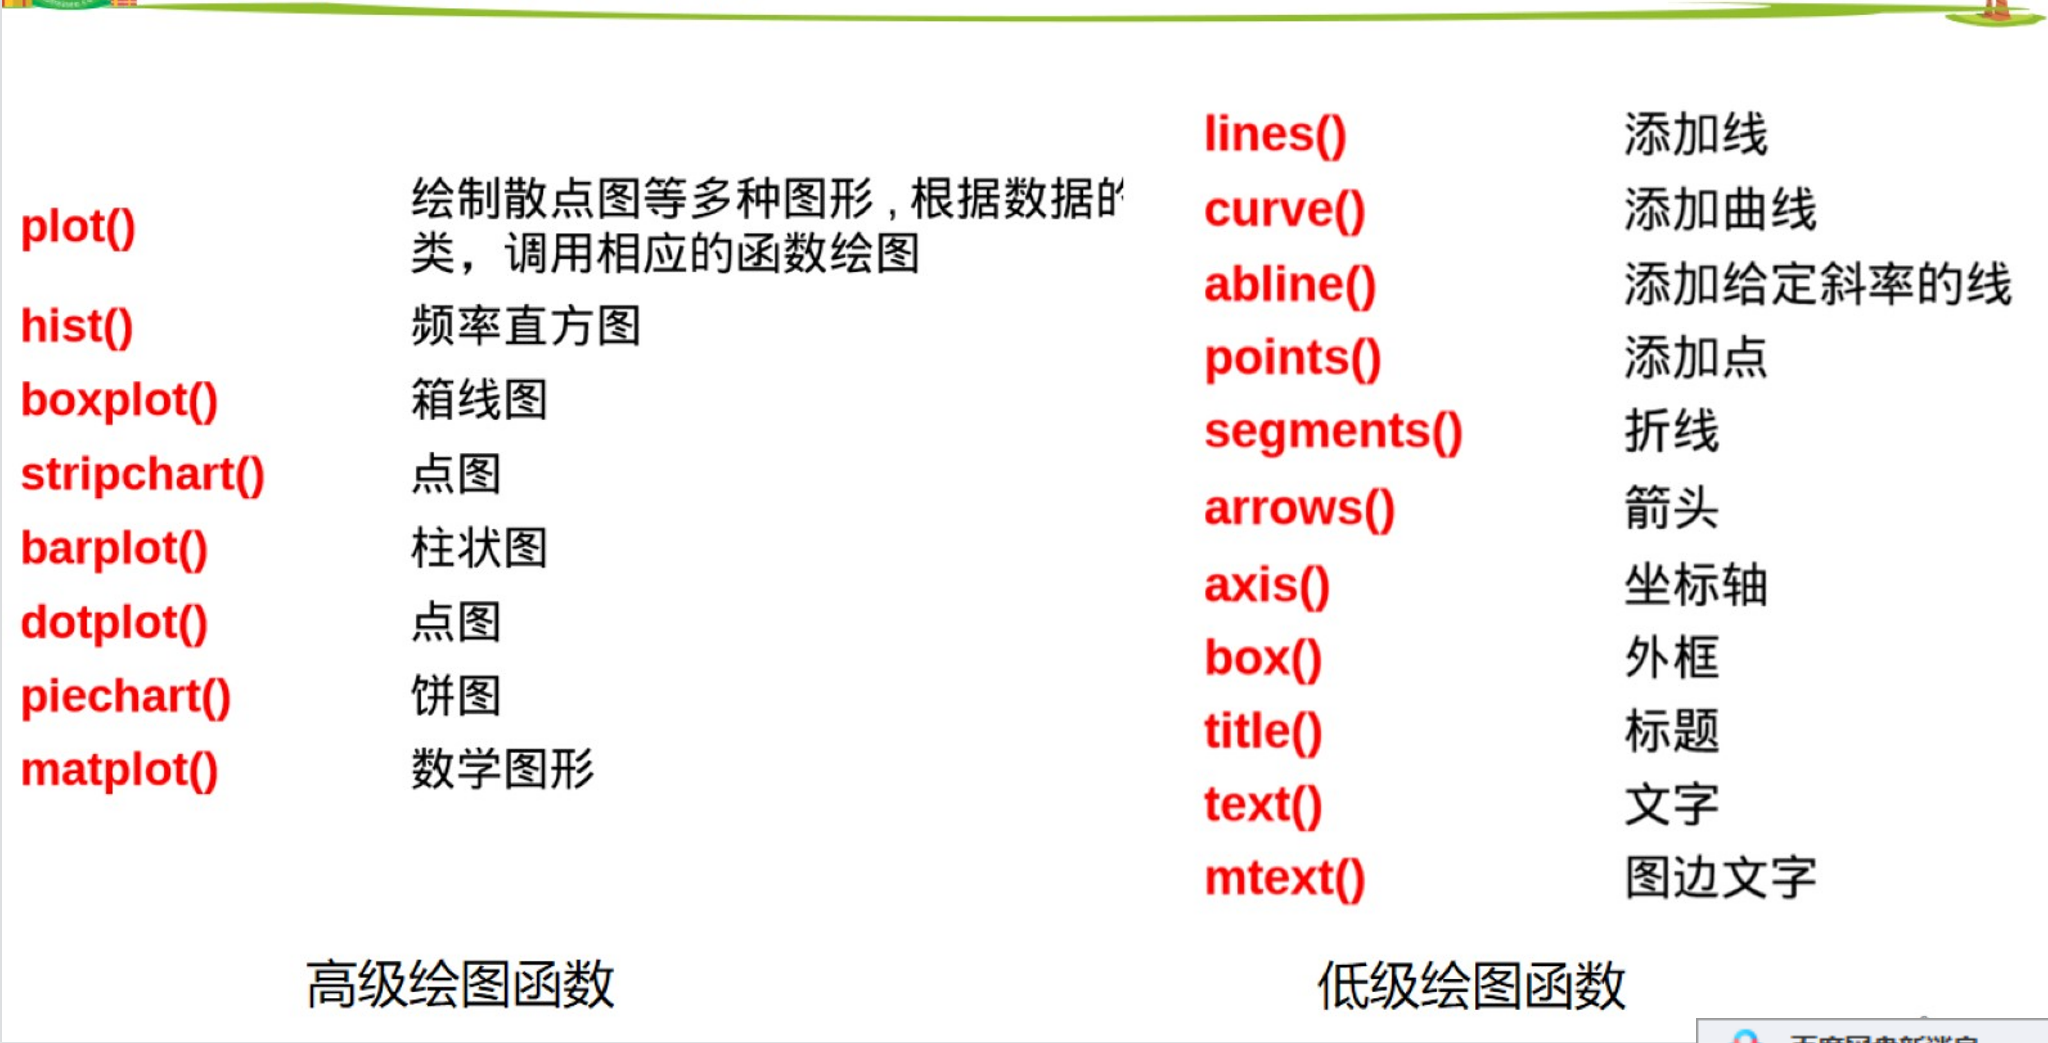 plot() 绘制散点图等多种图形 , 根据数据的
类，调用相应的函数绘图
hist() 频率直方图
boxplot() 箱线图
stripchart() 点图
barplot() 柱状图
dotplot() 点图
piechart() 饼图
matplot() 数学图形
高级绘图函数
lines() 添加线
curve() 添加曲线
abline() 添加给定斜率的线
points() 添加点
segments() 折线
arrows() 箭头
axis() 坐标轴
box() 外框
title() 标题
text() 文字
mtext() 图边文字
低级绘图函数